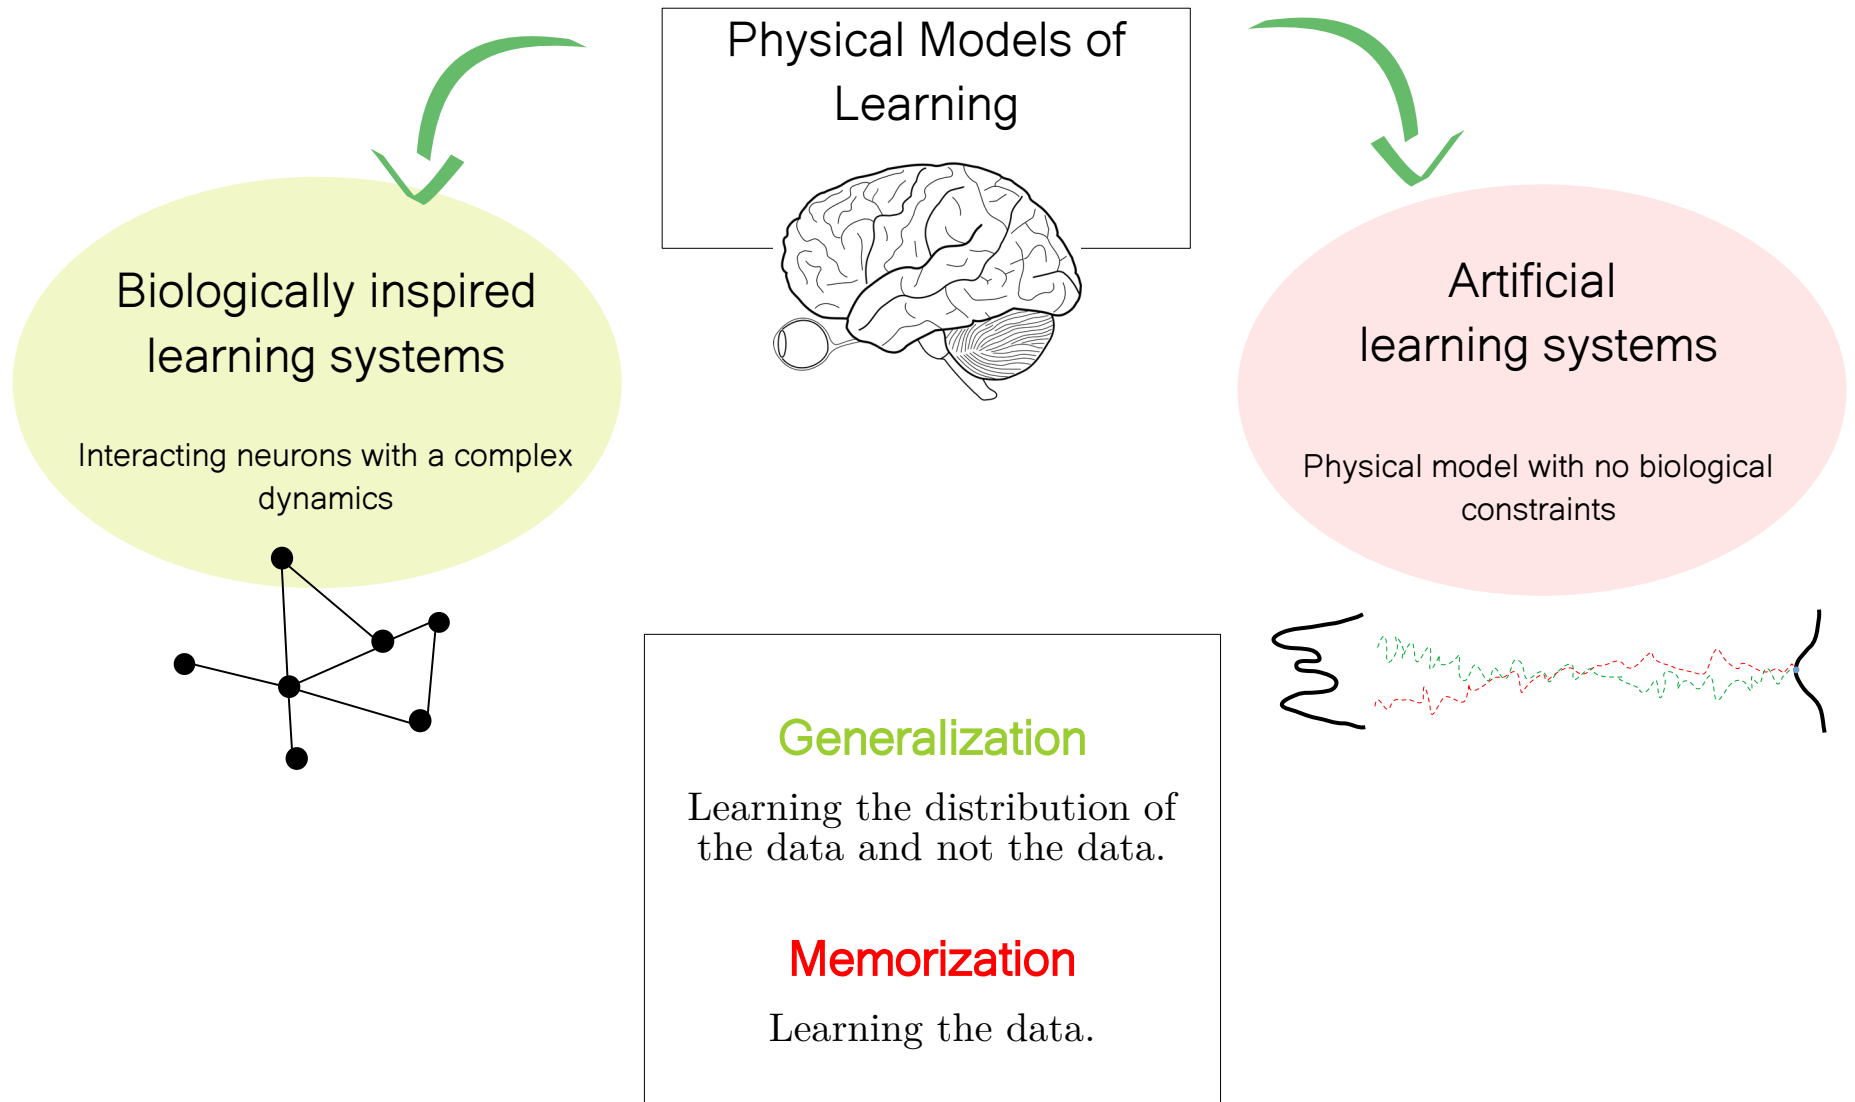 Physical Models of
Learning
Biologically inspired
learning systems
Interacting neurons with a complex
dynamics
Artificial
learning systems
Physical model with no biological
constraints
Generalization
Learning the distribution of
the data and not the data.
Memorization
Learning the data.